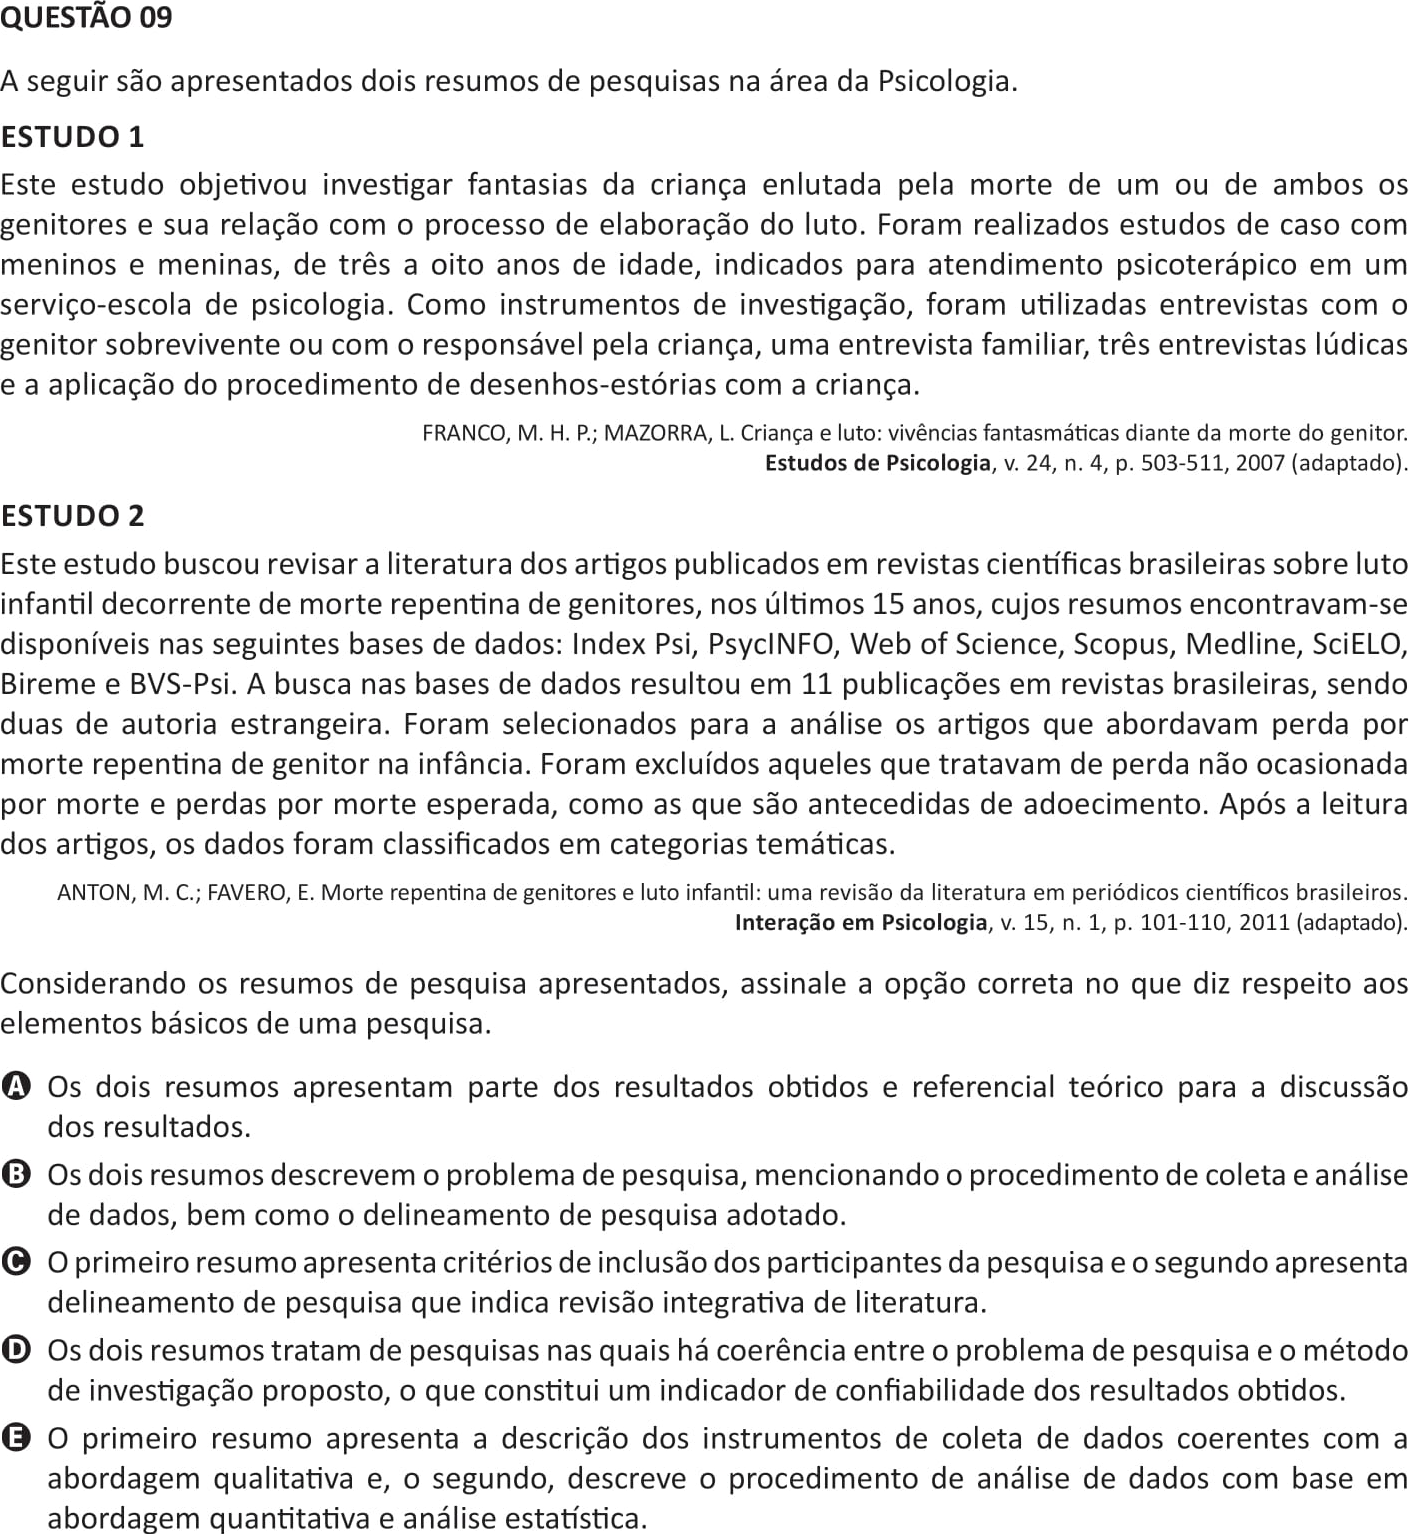 QUESTÃO 09
A seguir são apresentados dois resumos de pesquisas na área da Psicologia.
ESTUDO 1
Este estudo objetivou investigar fantasias da criança enlutada pela morte de um ou de ambos os
genitores e sua relação com o processo de elaboração do luto. Foram realizados estudos de caso com
meninos e meninas, de três a oito anos de idade, indicados para atendimento psicoterápico em um
serviço-escola de psicologia. Como instrumentos de investigação, foram utilizadas entrevistas com o
genitor sobrevivente ou com o responsável pela criança, uma entrevista familiar, três entrevistas lúdicas
e a aplicação do procedimento de desenhos-estórias com a criança.
FRANCO, M. H. P.; MAZORRA, L. Criança e luto: vivências fantasmáticas diante da morte do genitor.
Estudos de Psicologia, v. 24, n. 4, p. 503-511, 2007 (adaptado).
ESTUDO 2
Este estudo buscou revisar a literatura dos artigos publicados em revistas científicas brasileiras sobre luto
infantil decorrente de morte repentina de genitores, nos últimos 15 anos, cujos resumos encontravam-se
disponíveis nas seguintes bases de dados: Index Psi, PsycINFO, Web of Science, Scopus, Medline, SciELO,
Bireme e BVS-Psi. A busca nas bases de dados resultou em 11 publicações em revistas brasileiras, sendo
duas de autoria estrangeira. Foram selecionados para a análise os artigos que abordavam perda por
morte repentina de genitor na infância. Foram excluídos aqueles que tratavam de perda não ocasionada
por morte e perdas por morte esperada, como as que são antecedidas de adoecimento. Após a leitura
dos artigos, os dados foram classificados em categorias temáticas.
ANTON, M. C.; FAVERO, E. Morte repentina de genitores e luto infantil: uma revisão da literatura em periódicos científicos brasileiros.
Interação em Psicologia, v. 15, n. 1, p. 101-110, 2011 (adaptado).
Considerando os resumos de pesquisa apresentados, assinale a opção correta no que diz respeito aos
elementos básicos de uma pesquisa.
A Os dois resumos apresentam parte dos resultados obtidos e referencial teórico para a discussão
dos resultados.
B Os dois resumos descrevem o problema de pesquisa, mencionando o procedimento de coleta e análise
de dados, bem como o delineamento de pesquisa adotado.
C O primeiro resumo apresenta critérios de inclusão dos participantes da pesquisa e o segundo apresenta
delineamento de pesquisa que indica revisão integrativa de literatura.
D Os dois resumos tratam de pesquisas nas quais há coerência entre o problema de pesquisa e o método
de investigação proposto, o que constitui um indicador de confiabilidade dos resultados obtidos.
E O primeiro resumo apresenta a descrição dos instrumentos de coleta de dados coerentes com a
abordagem qualitativa e, o segundo, descreve o procedimento de análise de dados com base em
abordagem quantitativa e análise estatística.